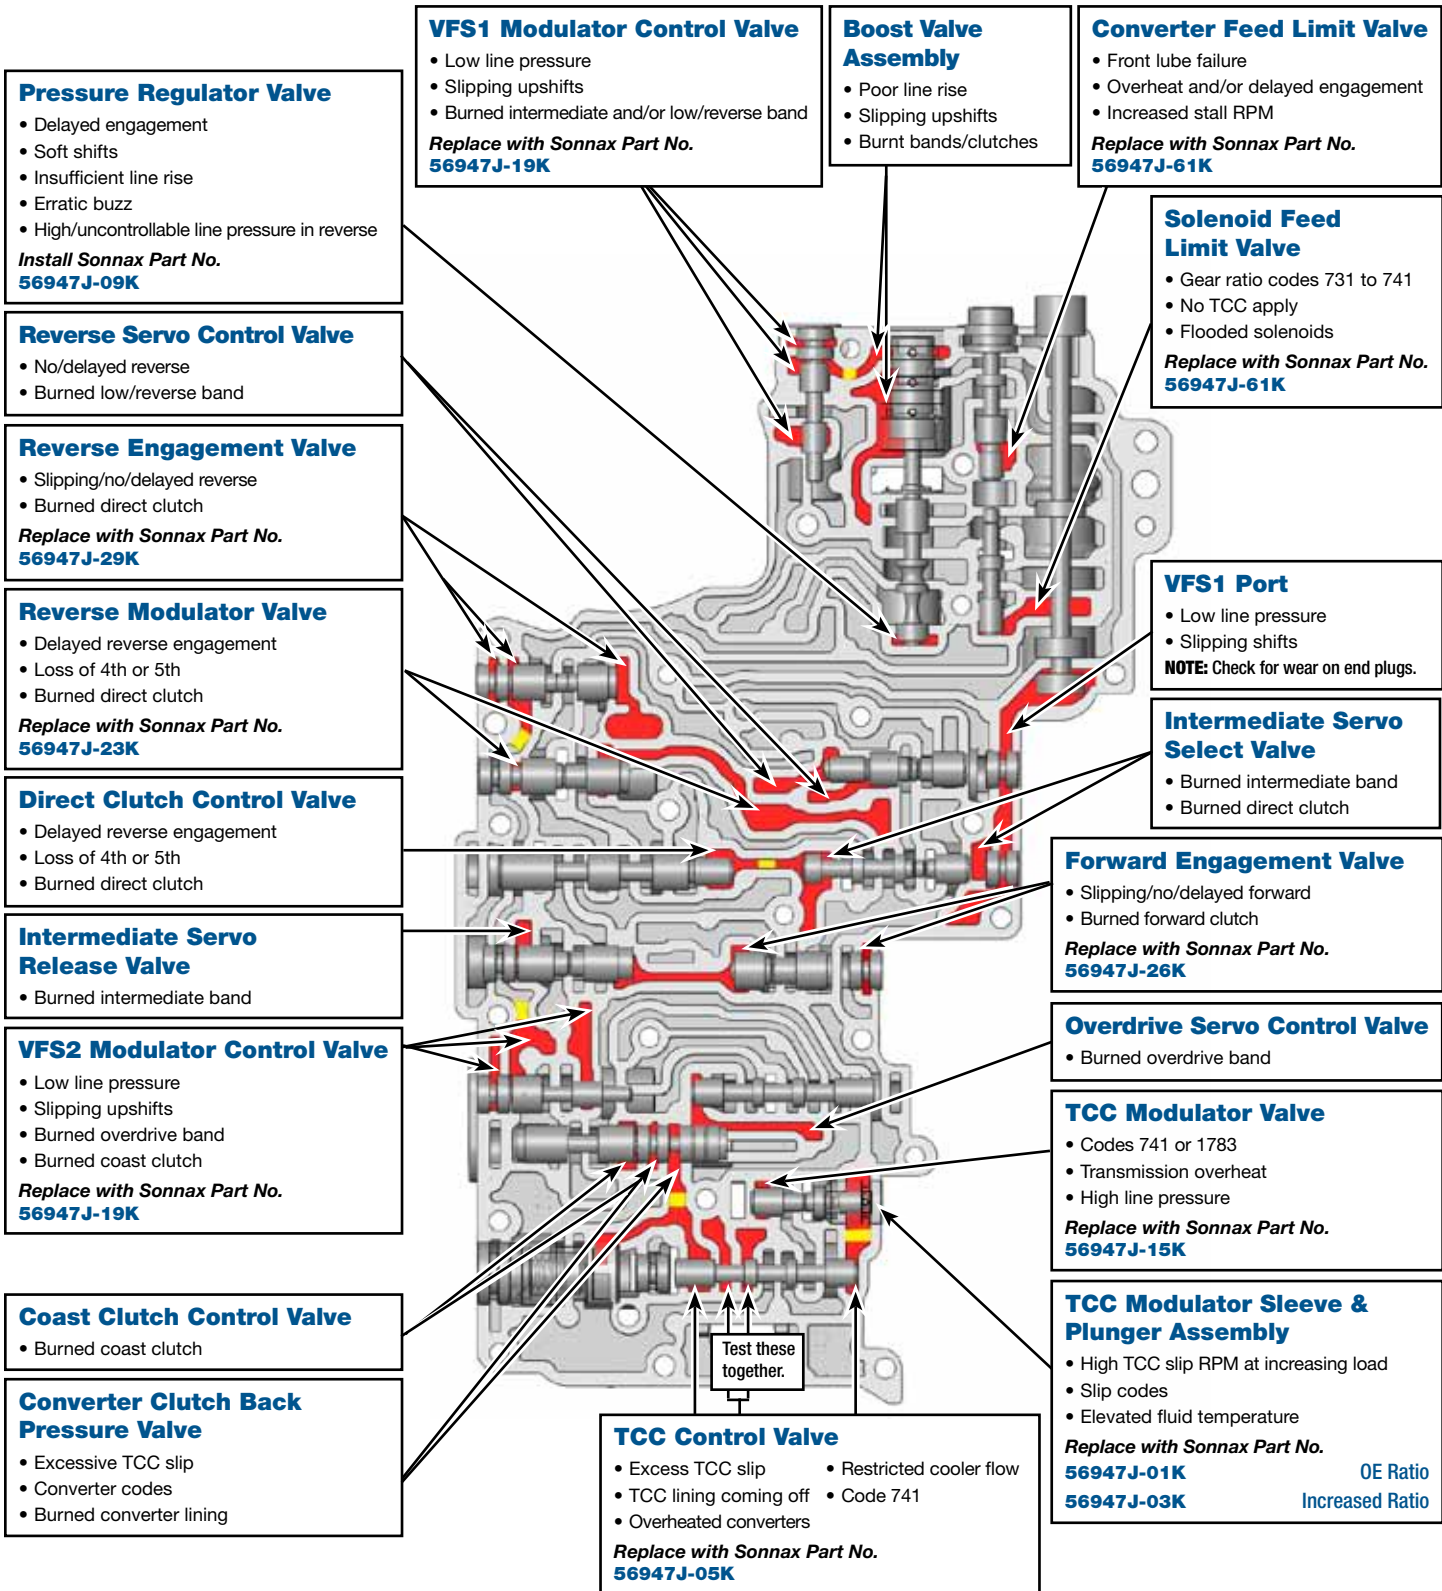 VFS1 Modulator Control Valve
• Low line pressure
• Slipping upshifts
• Burned intermediate and/or low/reverse band
Replace with Sonnax Part No.
56947J-19K
Boost Valve
Assembly
• Poor line rise
• Slipping upshifts
• Burnt bands/clutches
Converter Feed Limit Valve
• Front lube failure
• Overheat and/or delayed engagement
• Increased stall RPM
Replace with Sonnax Part No.
56947J-61K
Pressure Regulator Valve
• Delayed engagement
• Soft shifts
• Insufficient line rise
• Erratic buzz
• High/uncontrollable line pressure in reverse
Install Sonnax Part No.
56947J-09K
Solenoid Feed
Limit Valve
• Gear ratio codes 731 to 741
• No TCC apply
• Flooded solenoids
Replace with Sonnax Part No.
56947J-61K
Reverse Servo Control Valve
• No/delayed reverse
• Burned low/reverse band
Reverse Engagement Valve
• Slipping/no/delayed reverse
• Burned direct clutch
Replace with Sonnax Part No.
56947J-29K
VFS1 Port
• Low line pressure
• Slipping shifts
NOTE: Check for wear on end plugs.
Reverse Modulator Valve
• Delayed reverse engagement
• Loss of 4th or 5th
• Burned direct clutch
Replace with Sonnax Part No.
56947J-23K
Intermediate Servo
Select Valve
• Burned intermediate band
• Burned direct clutch
Direct Clutch Control Valve
• Delayed reverse engagement
• Loss of 4th or 5th
• Burned direct clutch
Forward Engagement Valve
• Slipping/no/delayed forward
• Burned forward clutch
Replace with Sonnax Part No.
56947J-26K
Intermediate Servo
Release Valve
• Burned intermediate band
Overdrive Servo Control Valve
• Burned overdrive band
VFS2 Modulator Control Valve
• Low line pressure
• Slipping upshifts
• Burned overdrive band
• Burned coast clutch
Replace with Sonnax Part No.
56947J-19K
TCC Modulator Valve
• Codes 741 or 1783
• Transmission overheat
• High line pressure
Replace with Sonnax Part No.
56947J-15K
Coast Clutch Control Valve
• Burned coast clutch
TCC Modulator Sleeve &
Plunger Assembly
• High TCC slip RPM at increasing load
• Slip codes
• Elevated fluid temperature
Replace with Sonnax Part No.
56947J-01K OE Ratio
56947J-03K Increased Ratio
Test these
together.
Converter Clutch Back
Pressure Valve
• Excessive TCC slip
• Converter codes
• Burned converter lining
TCC Control Valve
• Excess TCC slip • Restricted cooler flow
• TCC lining coming off • Code 741
• Overheated converters
Replace with Sonnax Part No.
56947J-05K